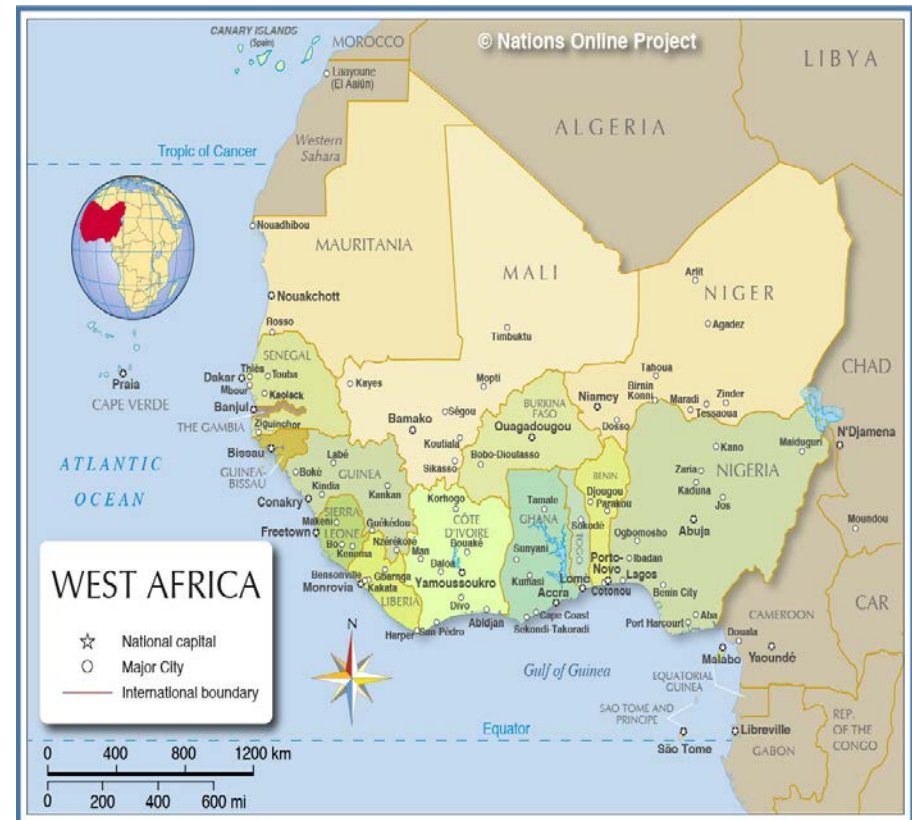 CANARY ISLANDS
(Spain)
MOROCCO
© Nations Online Project
LIBYA
Laayoune
(El Aaiún)
ALGERIA
Western
Sahara
Tropic of Cancer
Nouadhibou
MAURITANIA
MALI
NIGER
Arlit
Nouakchott
Agadez
Rosso
Timbuktu
SENEGAL
CHAD
Praia
CAPE VERDE
Dakar
Thiès
Touba
Mbour
Kaolack
Kayes
Mopti
Tahoua
Birnin
Konni
Maradi
Zinder
Tessaoua
Banjul
THE GAMBIA
Ziguinchor
Bamako
Ségou
BURKINA
FASO
Ouagadougou
Niamey
Dosso
N'Djamena
Bissau
GUINEA-
BISSAU
Koutiala
Sikasso
Bobo-Dioulasso
Kano
Maiduguri
Labé
Boké
GUINEA
Kindia
Kankan
BENIN
Djougou
Parakou
Zaria
Kaduna
NIGERIA
Jos
ATLANTIC
OCEAN
Conakry
Freetown
SIERRA
LEONE
Makeni
Bo
Kenema
Guékédou
Nzérékoré
Korhogo
CÔTE
D'IVOIRE
Bouaké
Man
Daloa
Yamoussoukro
Tamale
GHANA
Sunyani
Kumasi
TOGO
Sokodé
Ogbomosho
Ibadan
Abuja
Moundou
Bensonville
Monrovia
Gbarnga
Kakata
LIBERIA
Harper
San Pédro
Divo
Abidjan
Lomé
Accra
Cape Coast
Sekondi-Takoradi
Porto-
Novo
Cotonou
Lagos
Benin City
Port Harcourt
Aba
CAMEROON
CAR
Douala
Malabo
Yaoundé
Gulf of Guinea
EQUATORIAL
GUINEA
SAO TOME AND
PRINCIPE
São Tome
Libreville
GABON
REP.
OF THE
CONGO
Equator
N
WEST AFRICA
National capital
Major City
International boundary
0 400 800 1200 km
0 200 400 600 mi